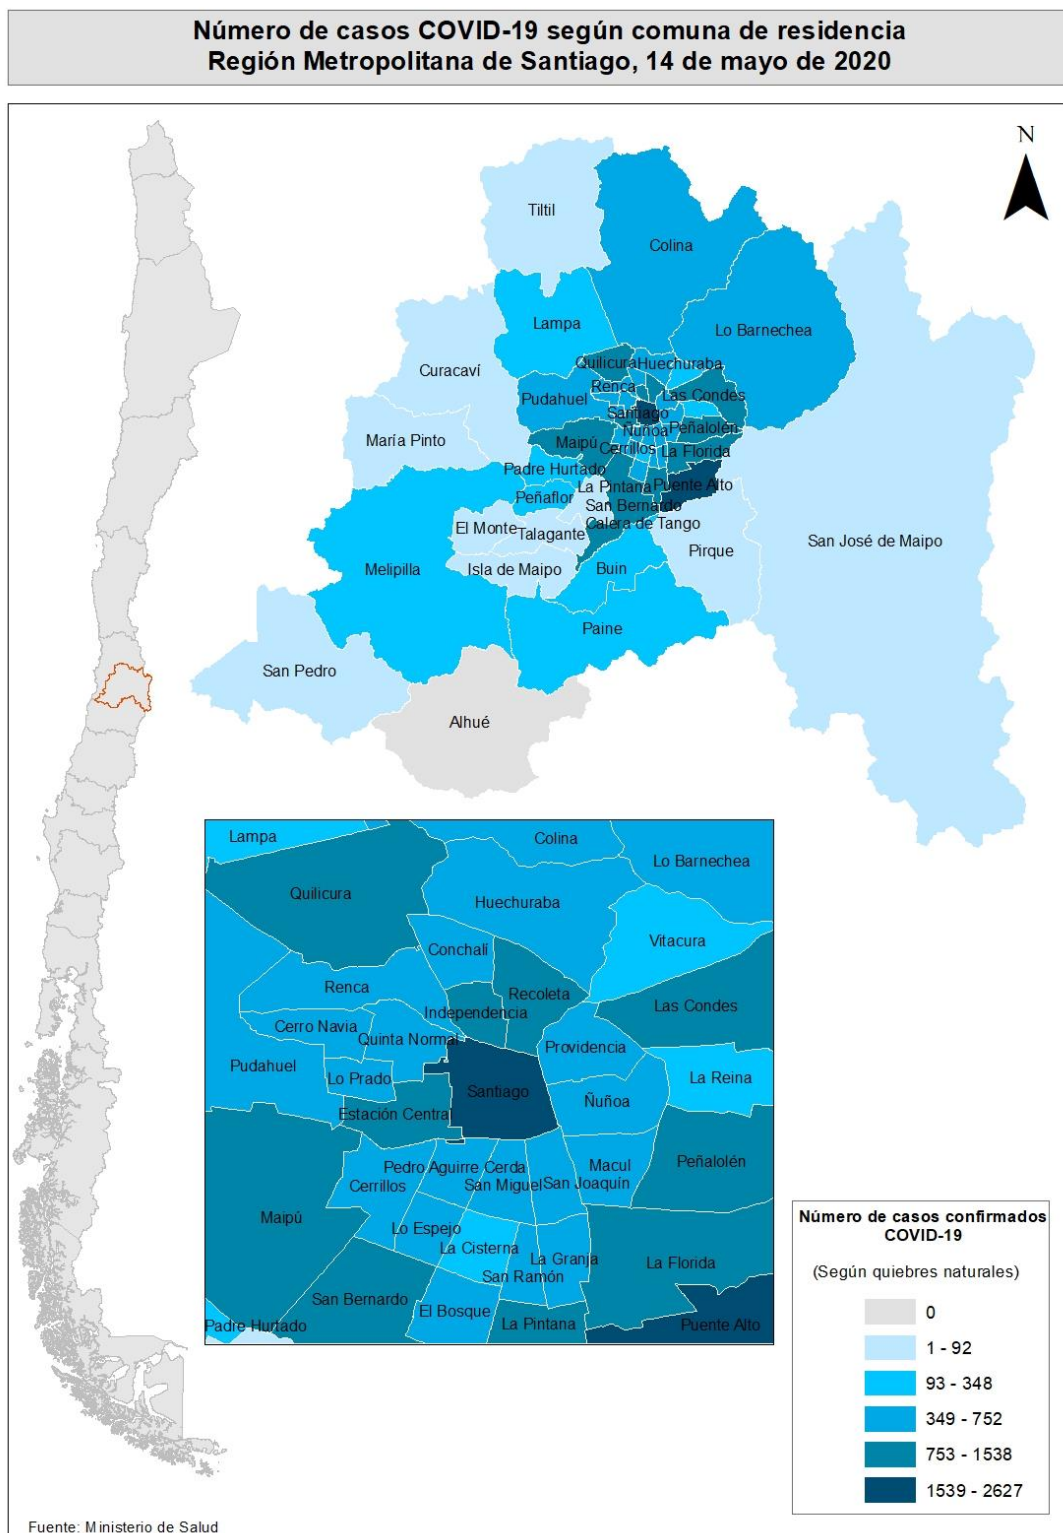 Número de casos COVID-19 según comuna de residencia
Región Metropolitana de Santiago, 14 de mayo de 2020
N
Tiltil
Colina
Lampa
Lo Barnechea
Curacaví
Quilicura
Huechuraba
Renca
Las Condes
Pudahuel
Santiago
María Pinto
Ñuñoa
Peñalolén
Maipú
Cerrillos
La Florida
Padre Hurtado
La Pintana
Puente Alto
Peñaflor
San Bernardo
El Monte
Talagante
Calera de Tango
San José de Maipo
Pirque
Melipilla
Isla de Maipo
Buin
Paine
San Pedro
Alhué
Lampa
Colina
Lo Barnechea
Quilicura
Huechuraba
Vitacura
Conchalí
Renca
Recoleta
Las Condes
Independencia
Cerro Navia
Quinta Normal
Providencia
Pudahuel
Lo Prado
La Reina
Santiago
Ñuñoa
Estación Central
Pedro Aguirre Cerda
Macul
Peñalolén
Cerrillos
San Miguel
San Joaquín
Maipú
Lo Espejo
La Cisterna
La Granja
La Florida
San Ramón
San Bernardo
El Bosque
La Pintana
Puente Alto
Padre Hurtado
Número de casos confirmados
COVID-19
(Según quiebres naturales)
0
1 - 92
93 - 348
349 - 752
753 - 1538
1539 - 2627
Fuente: Ministerio de Salud